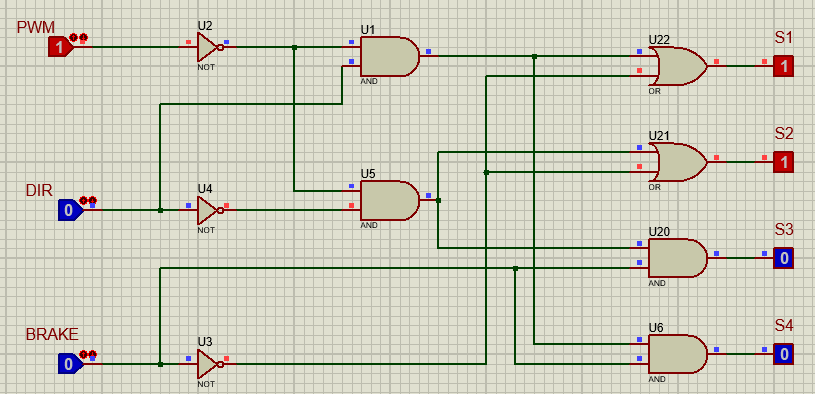 PWM
1
U2
NOT
U1
AND
U22
OR
S1
1
U21
OR
S2
1
DIR
0
U4
NOT
U5
AND
U20
AND
S3
0
BRAKE
0
U3
NOT
U6
AND
S4
0